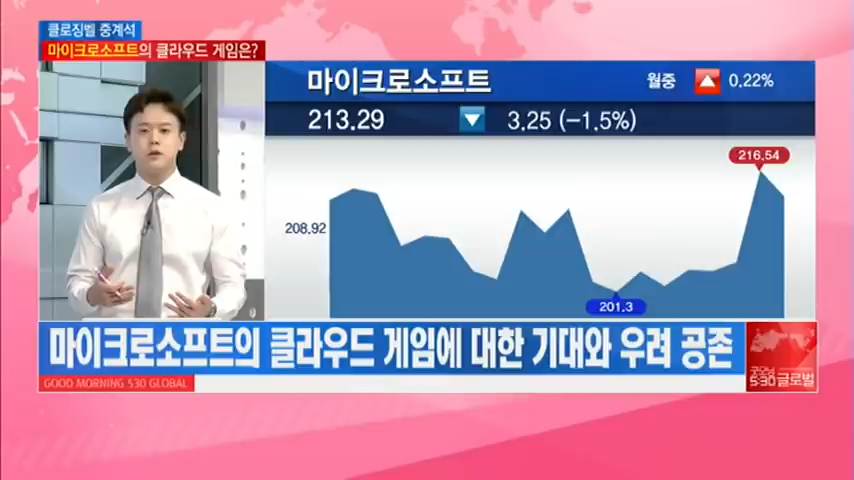 클로징벨 중계석
마이크로소프트의 클라우드 게임은?
마이크로소프트
월중 ▲ 0.22%
213.29 ▼ 3.25 (-1.5%)
216.54
208.92
201.3
마이크로소프트의 클라우드 게임에 대한 기대와 우려 공존
GOOD MORNING 530 GLOBAL
굿모닝
5:30 글로벌